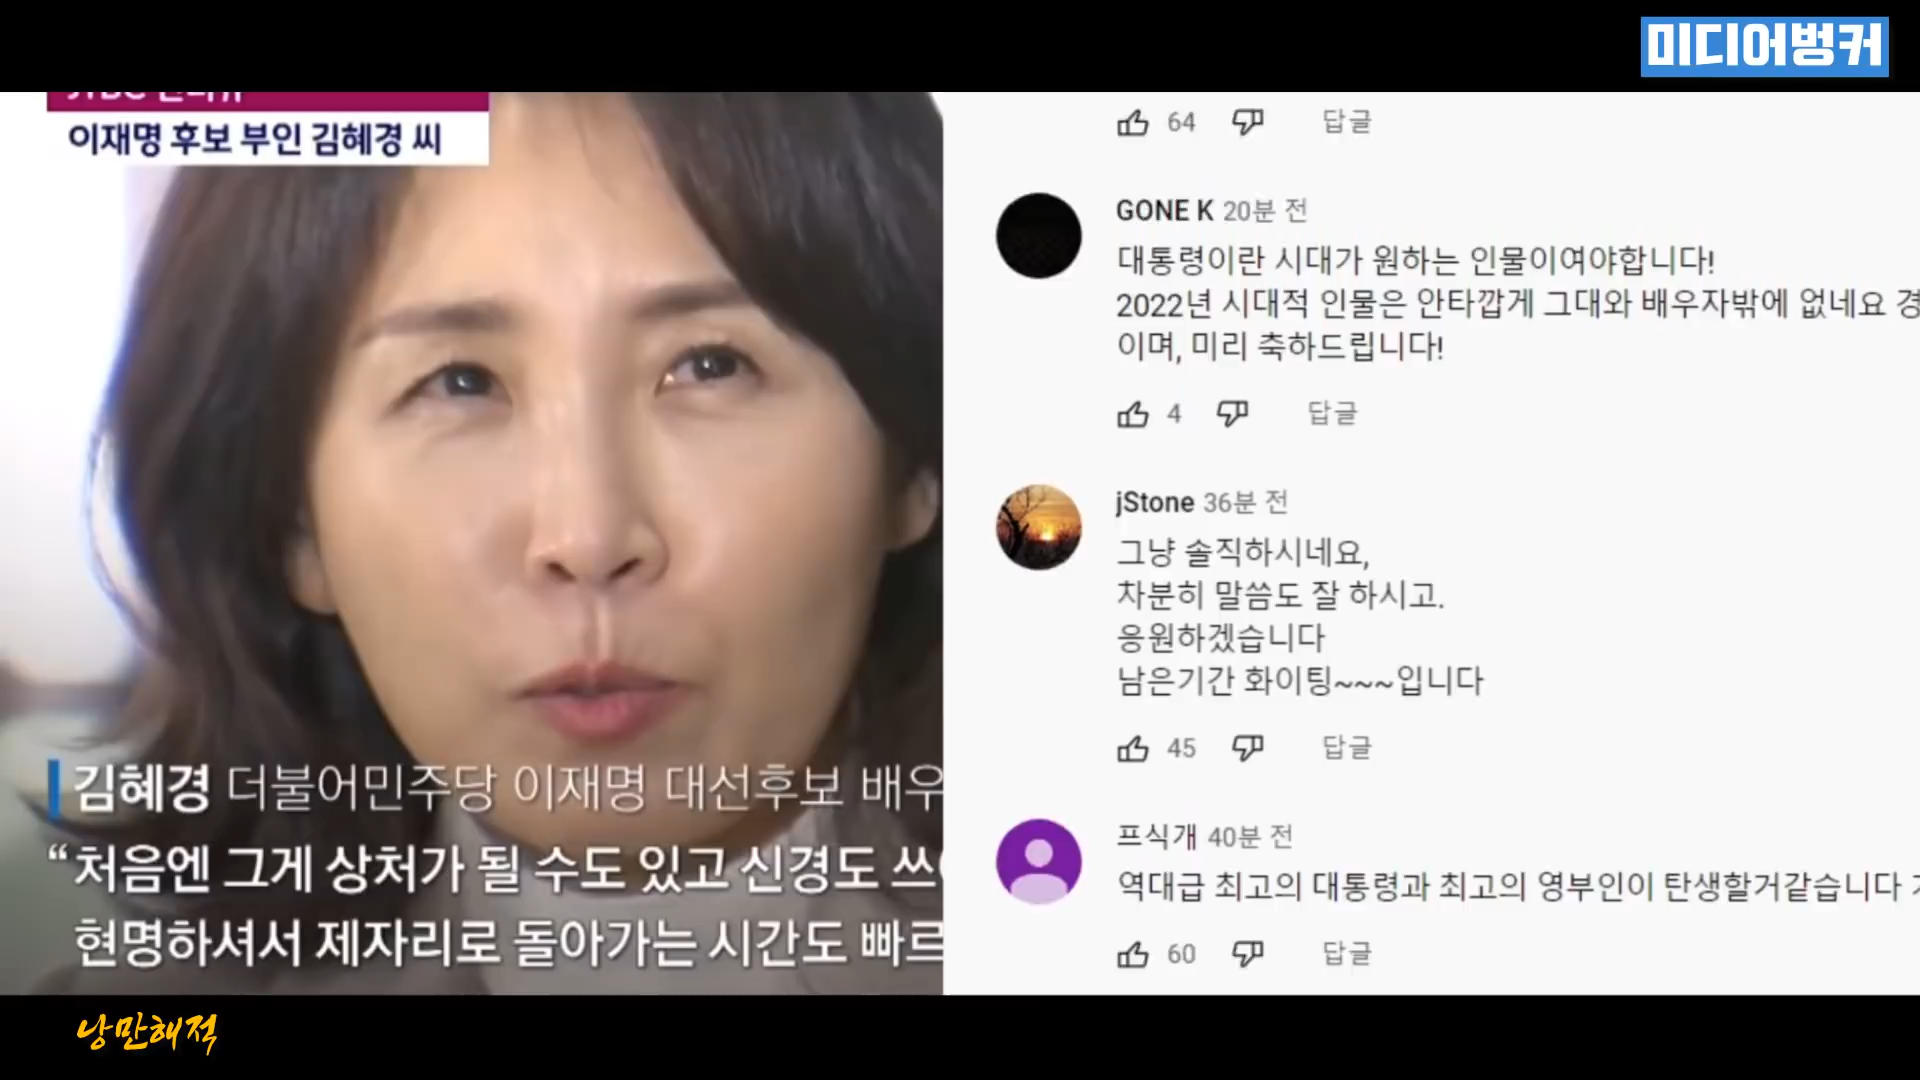 미디어벙커
JTBC 인터뷰
이재명 후보 부인 김혜경 씨
김혜경 더불어민주당 이재명 대선후보 배우
“처음엔 그게 상처가 될 수도 있고 신경도 쓰
현명하셔서 제자리로 돌아가는 시간도 빠르
낭만해적
64 답글
GONE K 20분 전
대통령이란 시대가 원하는 인물이여야합니다!
2022년 시대적 인물은 안타깝게 그대와 배우자밖에 없네요 경
이며, 미리 축하드립니다!
4 답글
jStone 36분 전
그냥 솔직하시네요,
차분히 말씀도 잘 하시고.
응원하겠습니다
남은기간 화이팅~~~입니다
45 답글
프식개 40분 전
역대급 최고의 대통령과 최고의 영부인이 탄생할거같습니다
60 답글